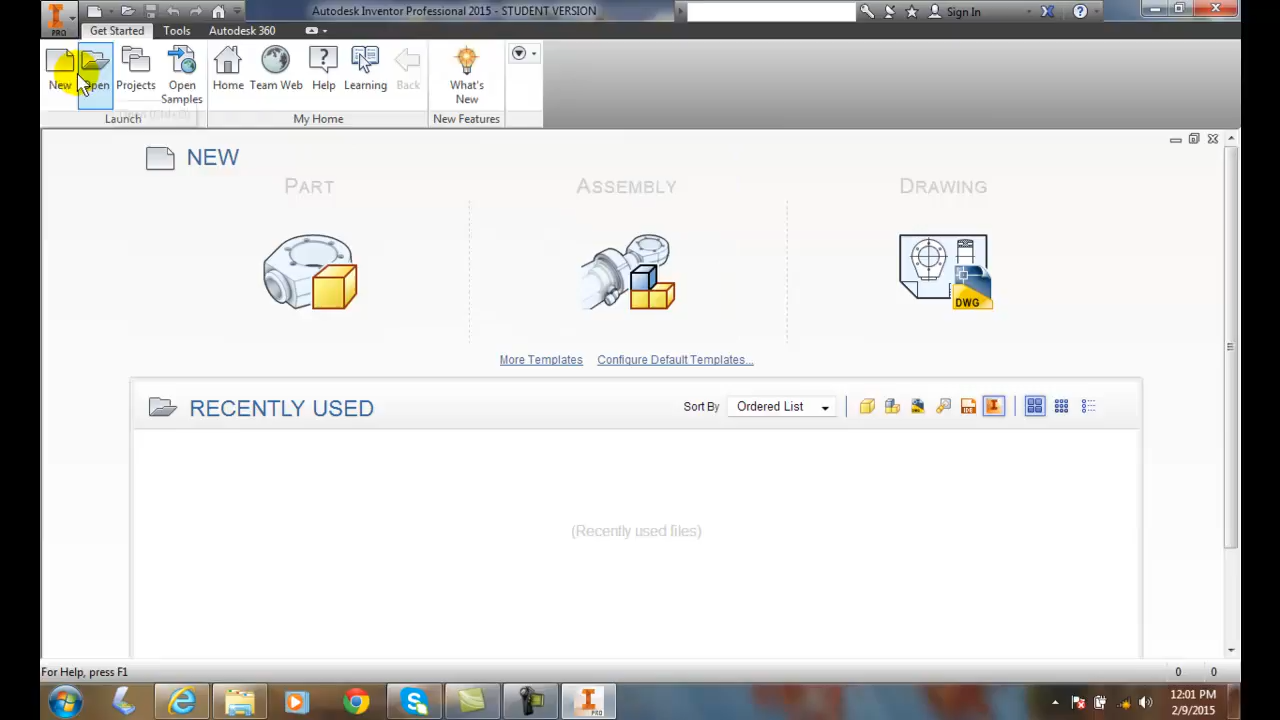 Autodesk Inventor Professional 2015 - STUDENT VERSION
Sign In
PRO
Get Started Tools Autodesk 360
New Open Projects Open Samples Home Team Web Help Learning Back What's New
Launch My Home New Features
NEW
PART ASSEMBLY DRAWING
DWG
More Templates Configure Default Templates...
RECENTLY USED Sort By Ordered List
(Recently used files)
For Help, press F1 0 0
PRO
12:01 PM
2/9/2015